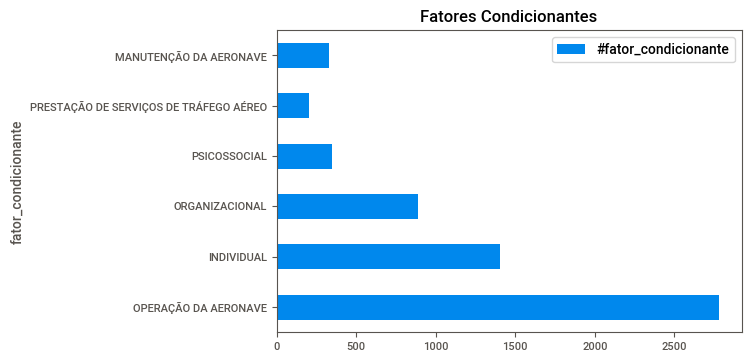 Fatores Condicionantes
#fator_condicionante
fator_condicionante
MANUTENÇÃO DA AERONAVE
PRESTAÇÃO DE SERVIÇOS DE TRÁFEGO AÉREO
PSICOSSOCIAL
ORGANIZACIONAL
INDIVIDUAL
OPERAÇÃO DA AERONAVE
0 500 1000 1500 2000 2500